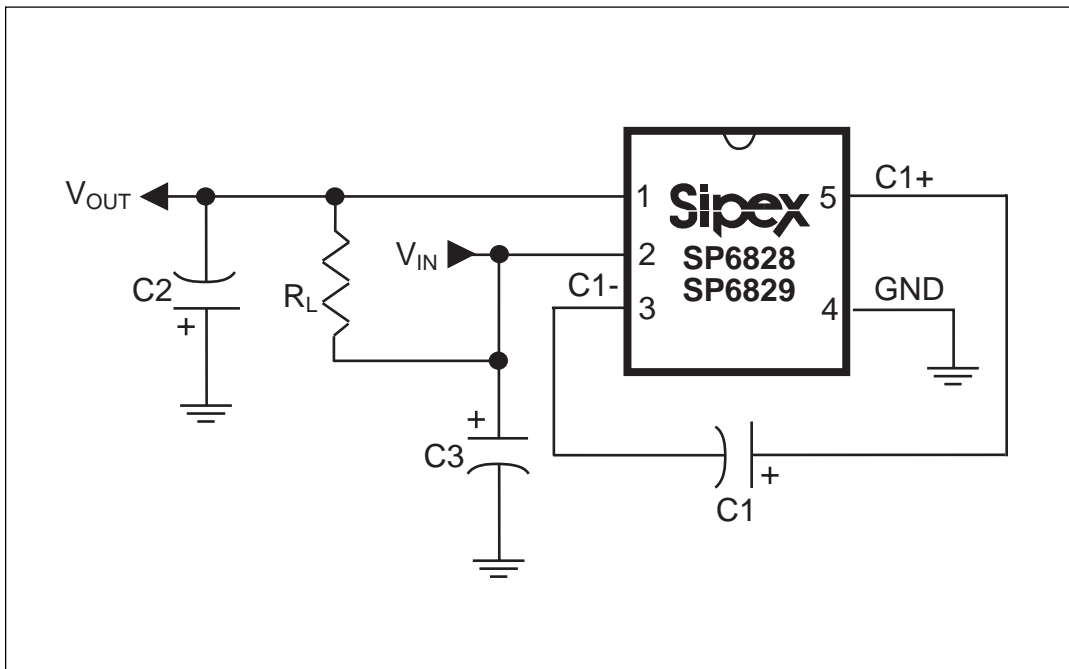 C1+
1
Sipex
5
VOUT
VIN
2
SP6828
C1-
SP6829
GND
C2
RL
3
4
+
+
C3
+
C1